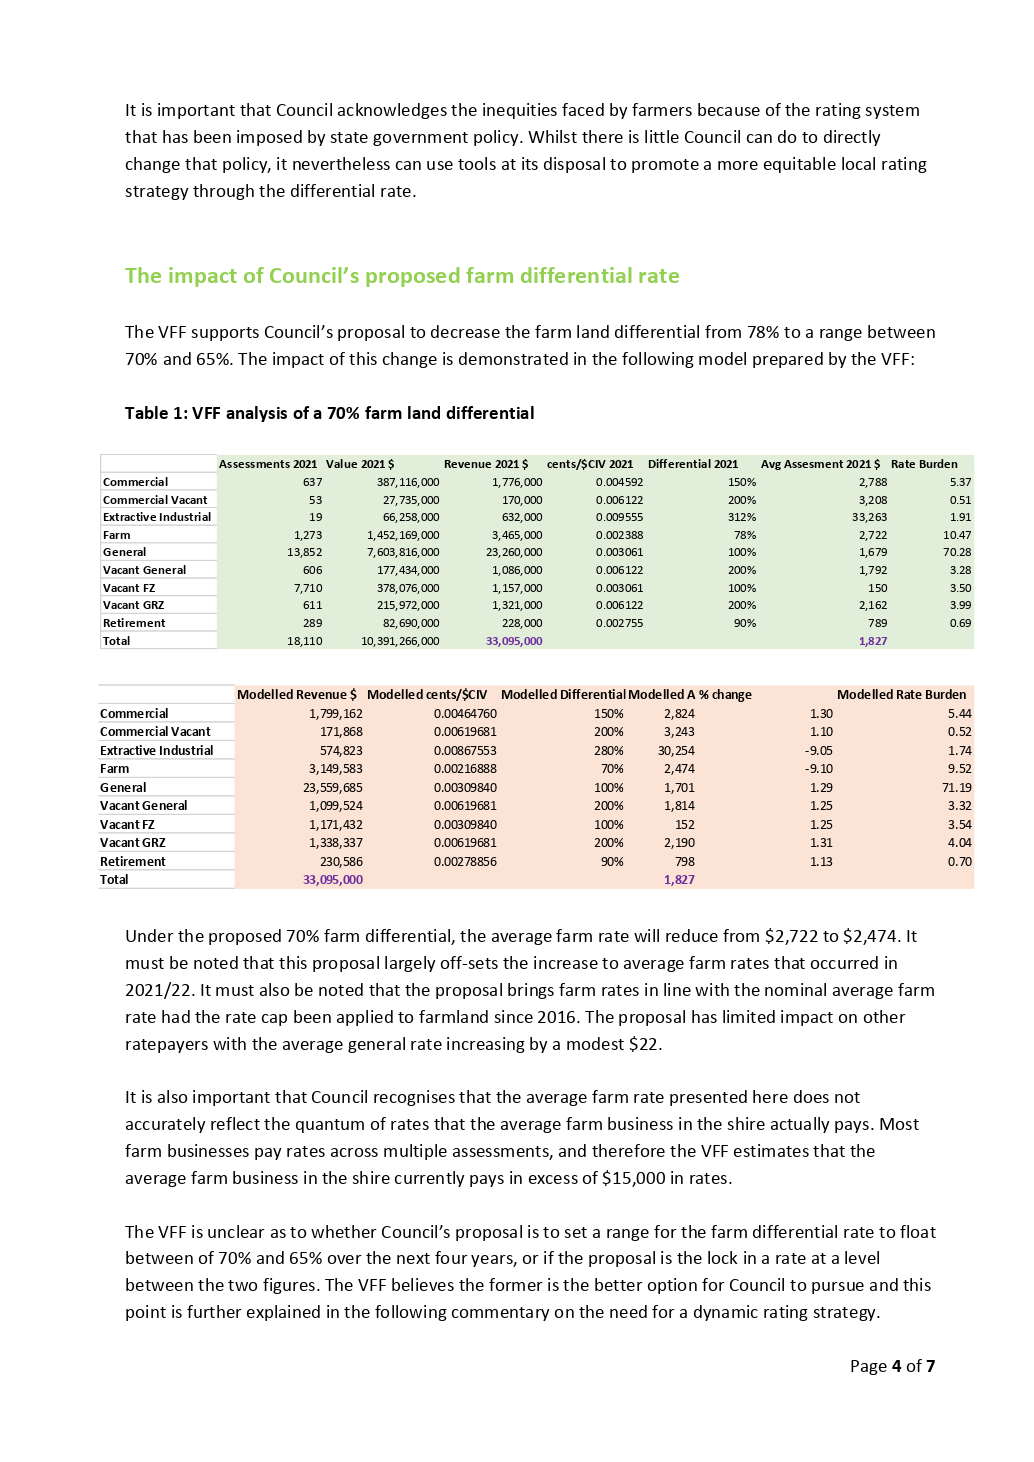 It is important that Council acknowledges the inequities faced by farmers because of the rating system
that has been imposed by state government policy. Whilst there is little Council can do to directly
change that policy, it nevertheless can use tools at its disposal to promote a more equitable local rating
strategy through the differential rate.
The impact of Council's proposed farm differential rate
The VFF supports Council's proposal to decrease the farm land differential from 78% to a range between
70% and 65%. The impact of this change is demonstrated in the following model prepared by the VFF:
Table 1: VFF analysis of a 70% farm land differential
Assessments 2021 Value 2021 $ Revenue 2021 $ cents/$CIV 2021 Differential 2021 Avg Assesment 2021 $ Rate Burden
Commercial 637 387,116,000 1,776,000 0.004592 150% 2,788 5.37
Commercial Vacant 53 27,735,000 170,000 0.006122 200% 3,208 0.51
Extractive Industrial 19 66,258,000 632,000 0.009555 312% 33,263 1.91
Farm 1,273 1,452,169,000 3,465,000 0.002388 78% 2,722 10.47
General 13,852 7,603,816,000 23,260,000 0.003061 100% 1,679 70.28
Vacant General 606 177,434,000 1,086,000 0.006122 200% 1,792 3.28
Vacant FZ 7,710 378,076,000 1,157,000 0.003061 100% 150 3.50
Vacant GRZ 611 215,972,000 1,321,000 0.006122 200% 2,162 3.99
Retirement 289 82,690,000 228,000 0.002755 90% 789 0.69
Total 18,110 10,391,266,000 33,095,000 1,827
Modelled Revenue $ Modelled cents/$CIV Modelled Differential Modelled A % change Modelled Rate Burden
Commercial 1,799,162 0.00464760 150% 2,824 1.30 5.44
Commercial Vacant 171,868 0.00619681 200% 3,243 1.10 0.52
Extractive Industrial 574,823 0.00867553 280% 30,254 -9.05 1.74
Farm 3,149,583 0.00216888 70% 2,474 -9.10 9.52
General 23,559,685 0.00309840 100% 1,701 1.29 71.19
Vacant General 1,099,524 0.00619681 200% 1,814 1.25 3.32
Vacant FZ 1,171,432 0.00309840 100% 152 1.25 3.54
Vacant GRZ 1,338,337 0.00619681 200% 2,190 1.31 4.04
Retirement 230,586 0.00278856 90% 798 1.13 0.70
Total 33,095,000 1,827
Under the proposed 70% farm differential, the average farm rate will reduce from $2,722 to $2,474. It
must be noted that this proposal largely off-sets the increase to average farm rates that occurred in
2021/22. It must also be noted that the proposal brings farm rates in line with the nominal average farm
rate had the rate cap been applied to farmland since 2016. The proposal has limited impact on other
ratepayers with the average general rate increasing by a modest $22.
It is also important that Council recognises that the average farm rate presented here does not
accurately reflect the quantum of rates that the average farm business in the shire actually pays. Most
farm businesses pay rates across multiple assessments, and therefore the VFF estimates that the
average farm business in the shire currently pays in excess of $15,000 in rates.
The VFF is unclear as to whether Council's proposal is to set a range for the farm differential rate to float
between of 70% and 65% over the next four years, or if the proposal is the lock in a rate at a level
between the two figures. The VFF believes the former is the better option for Council to pursue and this
point is further explained in the following commentary on the need for a dynamic rating strategy.
Page 4 of 7